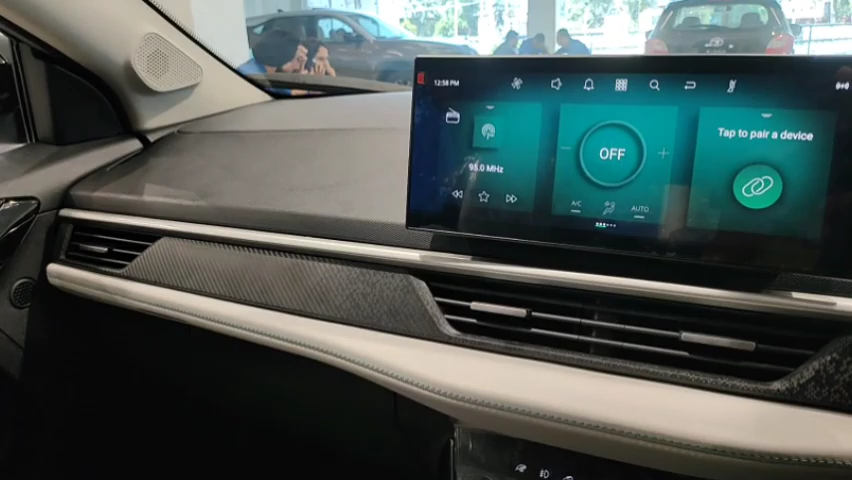 12:58 PM
Tap to pair a device
OFF
95.0 MHz
A/C
AUTO